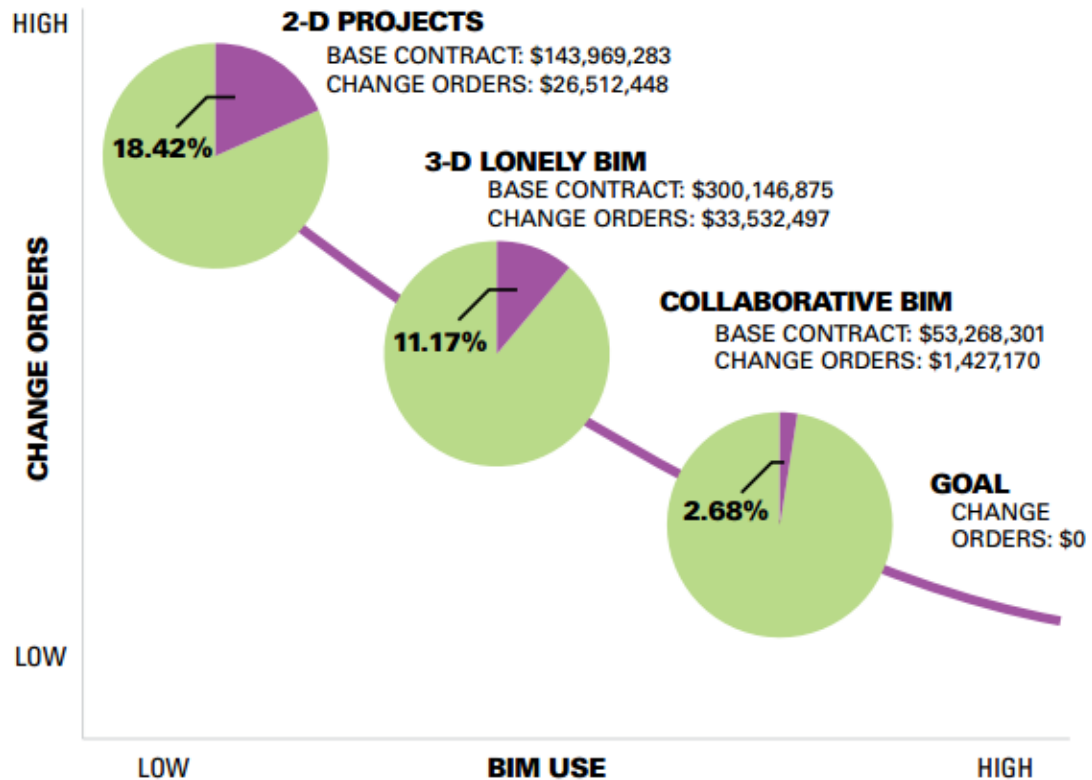 HIGH
2-D PROJECTS
BASE CONTRACT: $143,969,283
CHANGE ORDERS: $26,512,448
18.42%
3-D LONELY BIM
BASE CONTRACT: $300,146,875
CHANGE ORDERS: $33,532,497
11.17%
COLLABORATIVE BIM
BASE CONTRACT: $53,268,301
CHANGE ORDERS: $1,427,170
2.68%
GOAL
CHANGE
ORDERS: $0
CHANGE ORDERS
LOW
LOW
BIM USE
HIGH